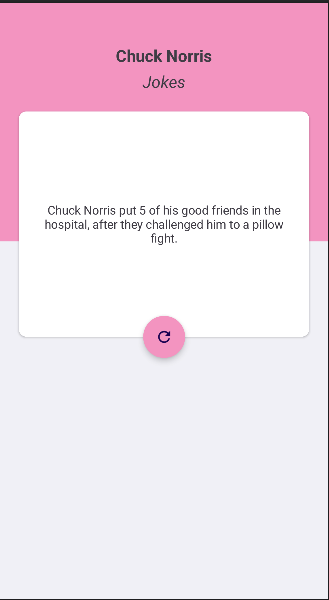 Chuck Norris
Jokes
Chuck Norris put 5 of his good friends in the
hospital, after they challenged him to a pillow
fight.